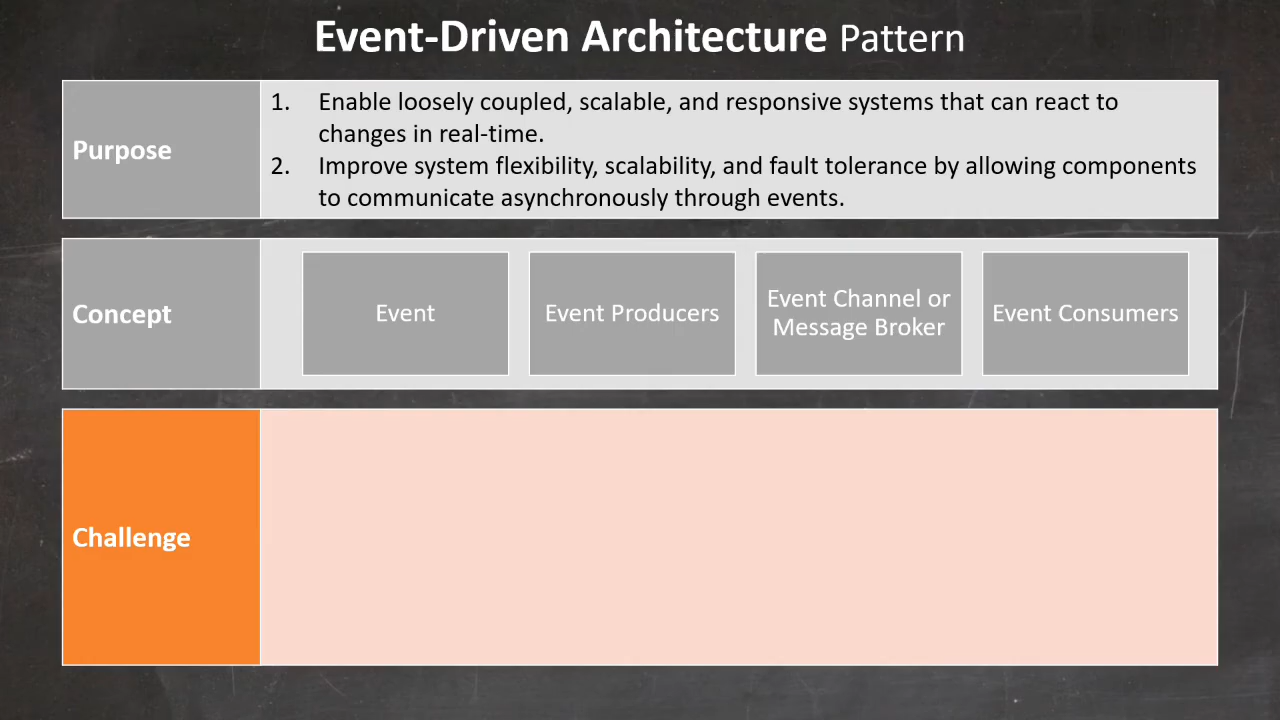 Event-Driven Architecture Pattern
Purpose
1. Enable loosely coupled, scalable, and responsive systems that can react to
changes in real-time.
2. Improve system flexibility, scalability, and fault tolerance by allowing components
to communicate asynchronously through events.
Concept
Event
Event Producers
Event Channel or
Message Broker
Event Consumers
Challenge